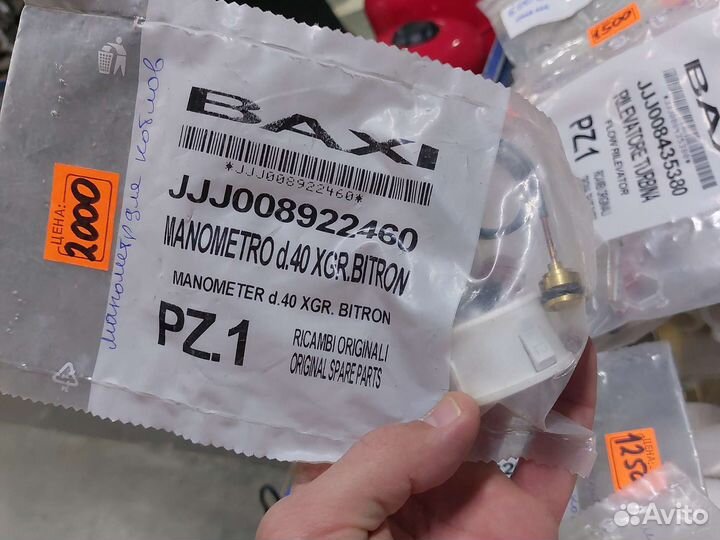 BAXI
*JJJ008922460*
JJJ008922460
MANOMETRO d.40 XGR.BITRON
MANOMETER d.40 XGR. BITRON
PZ.1
RICAMBI ORIGINALI
ORIGINAL SPARE PARTS
ЦЕНА:
2000
манометр для котлов
1500
JJJ008435380
RILEVATORE TURBINA
FLOW RILEVATOR
PZ.1
ЦЕНА:
Avito